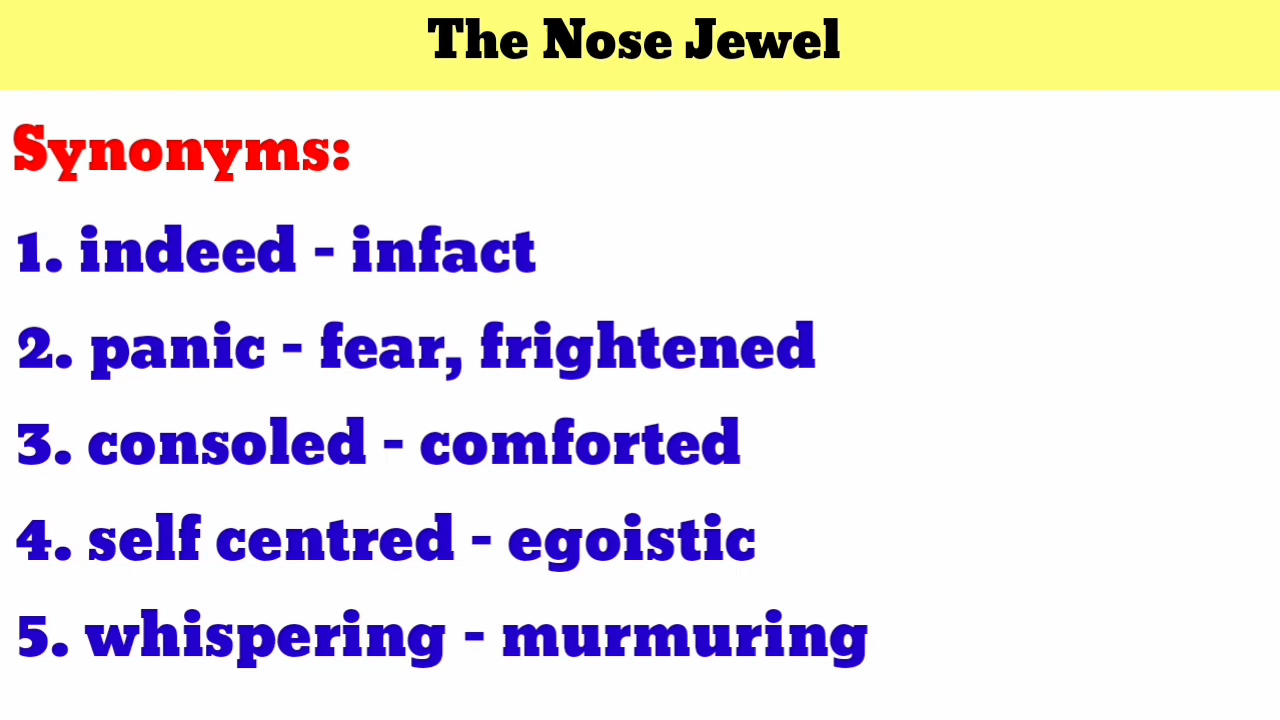 The Nose Jewel
Synonyms:
1. indeed - infact
2. panic - fear, frightened
3. consoled - comforted
4. self centred - egoistic
5. whispering - murmuring